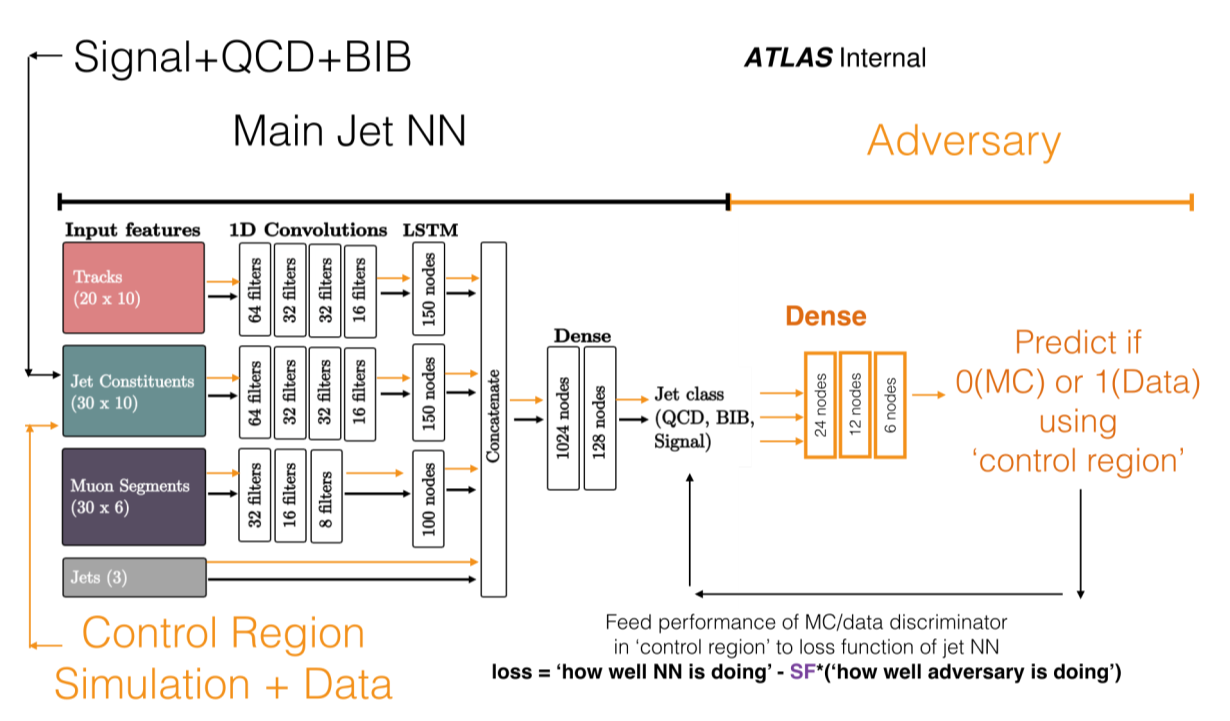 Signal+QCD+BIB
ATLAS Internal
Main Jet NN
Adversary
Input features
1D Convolutions
LSTM
Tracks
(20 x 10)
64 filters
32 filters
32 filters
16 filters
150 nodes
Jet Constituents
(30 x 10)
64 filters
32 filters
32 filters
16 filters
150 nodes
Muon Segments
(30 x 6)
32 filters
16 filters
8 filters
100 nodes
Jets (3)
Concatenate
Dense
1024 nodes
128 nodes
Jet class
(QCD, BIB,
Signal)
Dense
24 nodes
12 nodes
6 nodes
Predict if
0(MC) or 1(Data)
using
‘control region’
Control Region
Simulation + Data
Feed performance of MC/data discriminator
in ‘control region’ to loss function of jet NN
loss = ‘how well NN is doing’ - SF*(‘how well adversary is doing’)